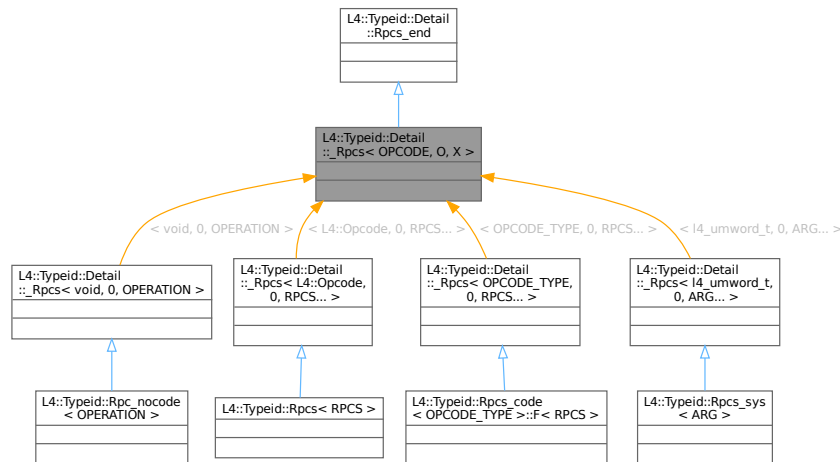 L4::Typeid::Detail
::Rpcs_end
L4::Typeid::Detail
::_Rpcs< OPCODE, O, X >
< void, 0, OPERATION >
< L4::Opcode, 0, RPCS... >
< OPCODE_TYPE, 0, RPCS... >
< l4_umword_t, 0, ARG... >
L4::Typeid::Detail
::_Rpcs< void, 0, OPERATION >
L4::Typeid::Detail
::_Rpcs< L4::Opcode,
0, RPCS... >
L4::Typeid::Detail
::_Rpcs< OPCODE_TYPE,
0, RPCS... >
L4::Typeid::Detail
::_Rpcs< l4_umword_t,
0, ARG... >
L4::Typeid::Rpc_nocode
< OPERATION >
L4::Typeid::Rpcs< RPCS >
L4::Typeid::Rpcs_code
< OPCODE_TYPE >::F< RPCS >
L4::Typeid::Rpcs_sys
< ARG >